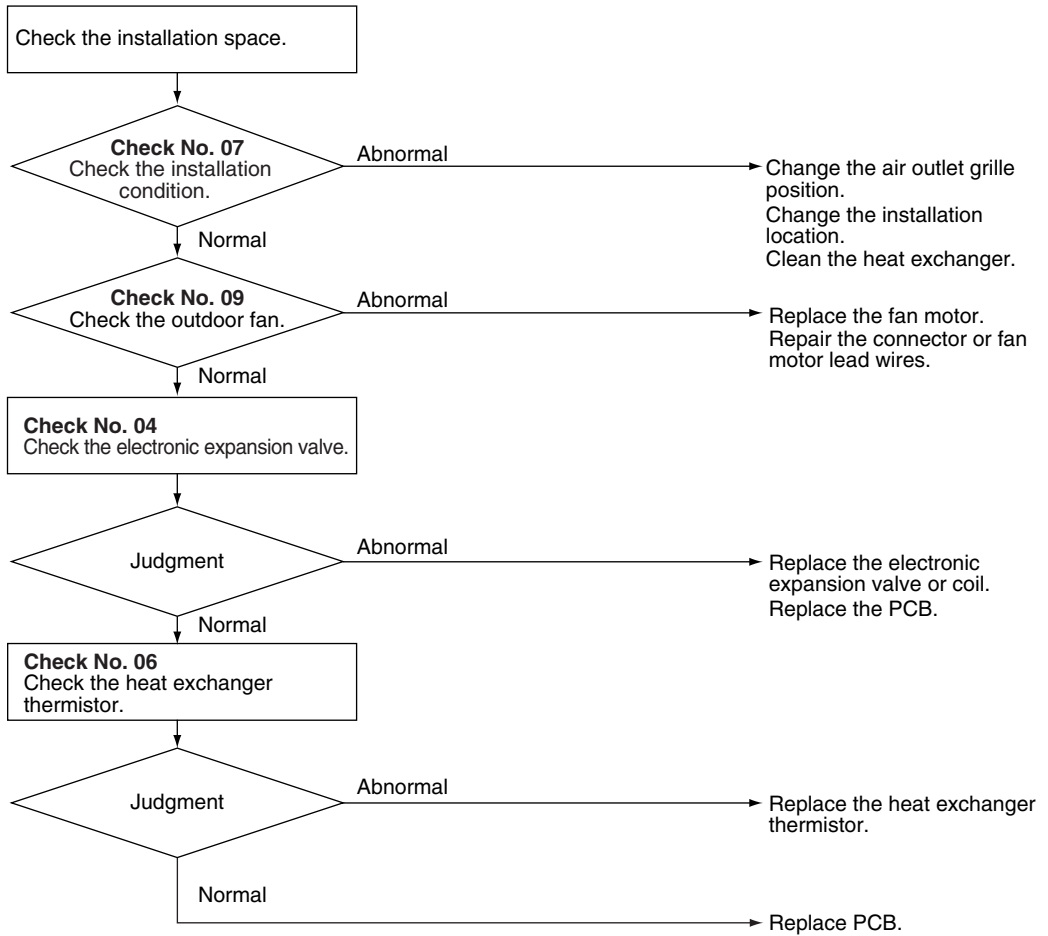 Check the installation space.
Check No. 07
Check the installation
condition.
Abnormal
Change the air outlet grille
position.
Change the installation
location.
Clean the heat exchanger.
Normal
Check No. 09
Check the outdoor fan.
Abnormal
Replace the fan motor.
Repair the connector or fan
motor lead wires.
Normal
Check No. 04
Check the electronic expansion valve.
Judgment
Abnormal
Replace the electronic
expansion valve or coil.
Replace the PCB.
Normal
Check No. 06
Check the heat exchanger
thermistor.
Judgment
Abnormal
Replace the heat exchanger
thermistor.
Normal
Replace PCB.